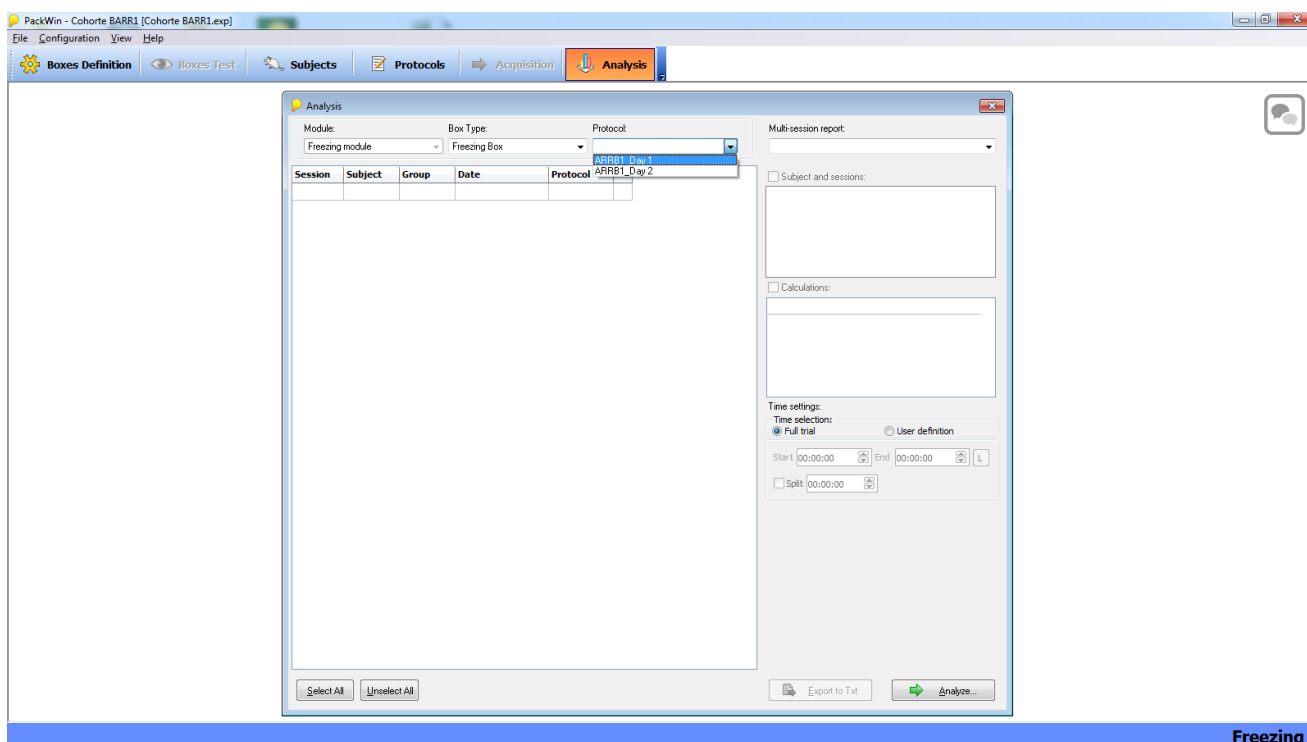 PackWin - Cohorte BARR1 [Cohorte BARR1.exp]
File Configuration View Help
Boxes Definition Boxes Test Subjects Protocols Acquisition Analysis
Analysis
Module: Box Type: Protocol: Multi-session report:
Freezing module Freezing Box
ARRB1_Day 1
ARRB1_Day 2
Session Subject Group Date Protocol
Subject and sessions:
Calculations:
Time settings:
Time selection:
Full trial User definition
Start 00:00:00 End 00:00:00 L
Split 00:00:00
Select All Unselect All Export to Txt Analyze...
Freezing